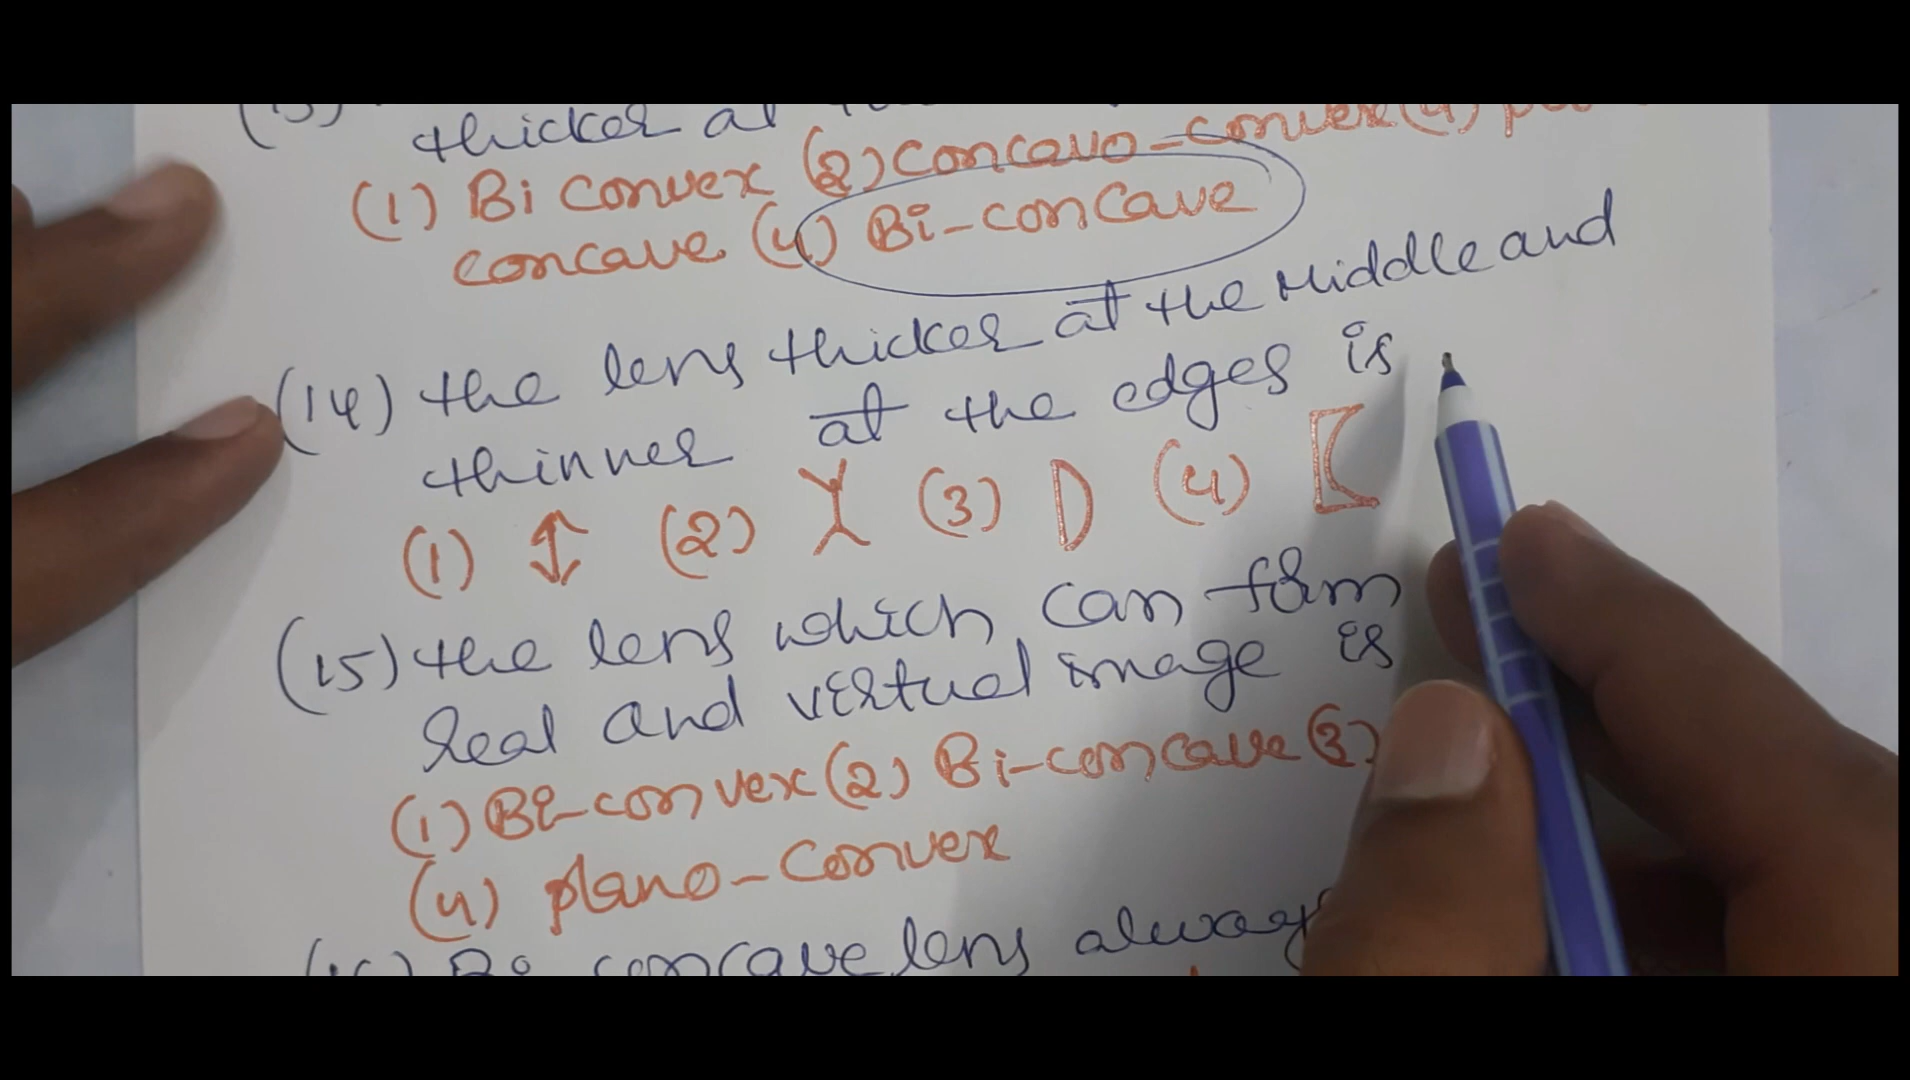 thicker at
(1) Bi convex (2) concavo-convex (4)
concave (4) Bi-concave
(14) the lens thicker at the Middle and
thinner at the edges is
(1) (2) (3) (4)
(15) the lens which can form
real and virtual image is
(1) Bi-convex (2) Bi-concave (3)
(4) plano-convex
concave lens always